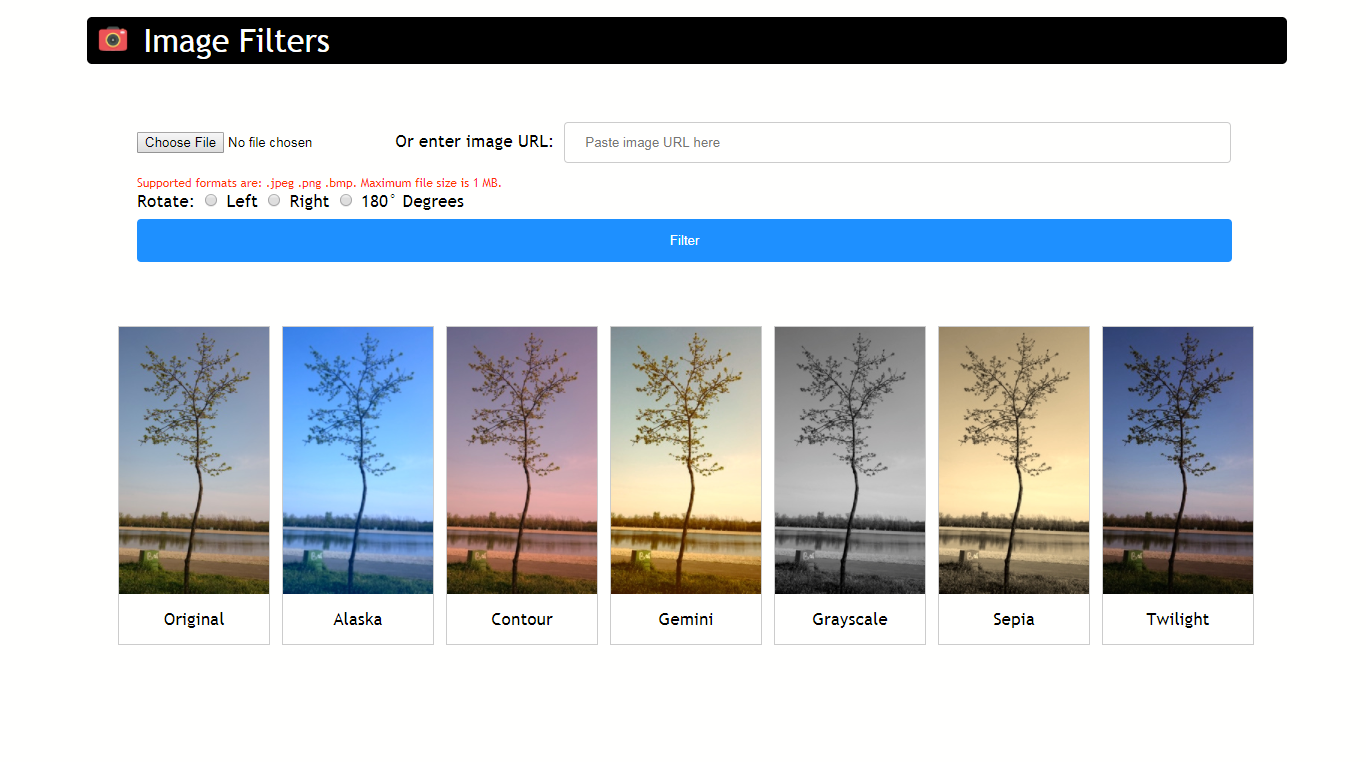 Image Filters
Choose File No file chosen Or enter image URL: Paste image URL here
Supported formats are: .jpeg .png .bmp. Maximum file size is 1 MB.
Rotate: Left Right 180° Degrees
Filter
Original Alaska Contour Gemini Grayscale Sepia Twilight